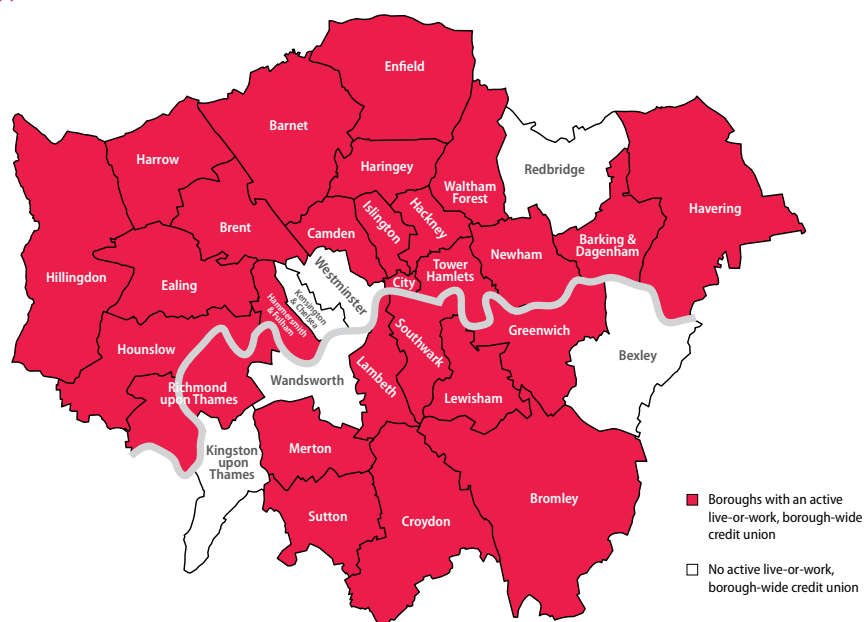 Enfield
Barnet
Harrow
Haringey
Waltham
Forest
Redbridge
Havering
Hillingdon
Brent
Camden
Islington
Hackney
Tower
Hamlets
Newham
Barking &
Dagenham
Ealing
Westminster
Kensington
& Chelsea
Hammersmith
& Fulham
City
Hounslow
Richmond
upon Thames
Wandsworth
Lambeth
Southwark
Greenwich
Lewisham
Bexley
Kingston
upon
Thames
Merton
Sutton
Croydon
Bromley
Boroughs with an active
live-or-work, borough-wide
credit union
No active live-or-work,
borough-wide credit union